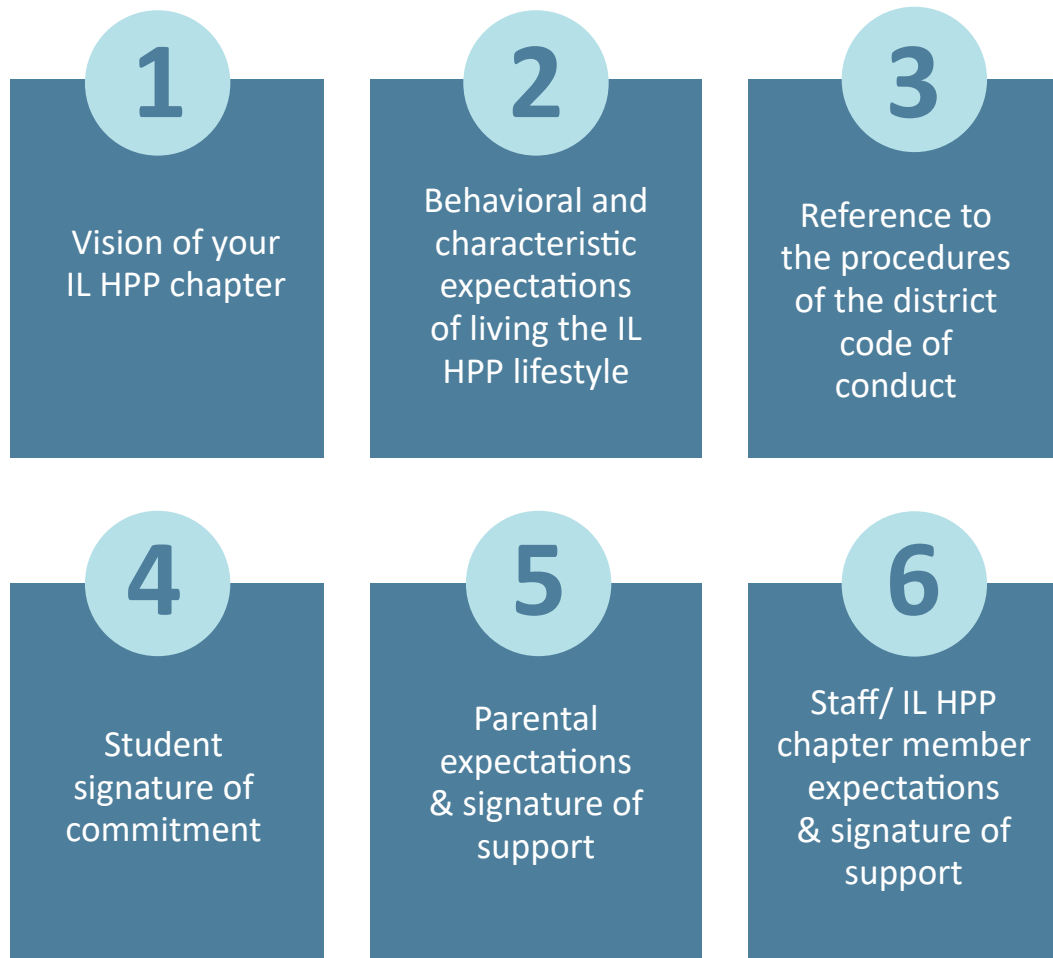 1
Vision of your
IL HPP chapter
2
Behavioral and
characteristic
expectations
of living the IL
HPP lifestyle
3
Reference to
the procedures
of the district
code of
conduct
4
Student
signature of
commitment
5
Parental
expectations
& signature of
support
6
Staff/ IL HPP
chapter member
expectations
& signature of
support